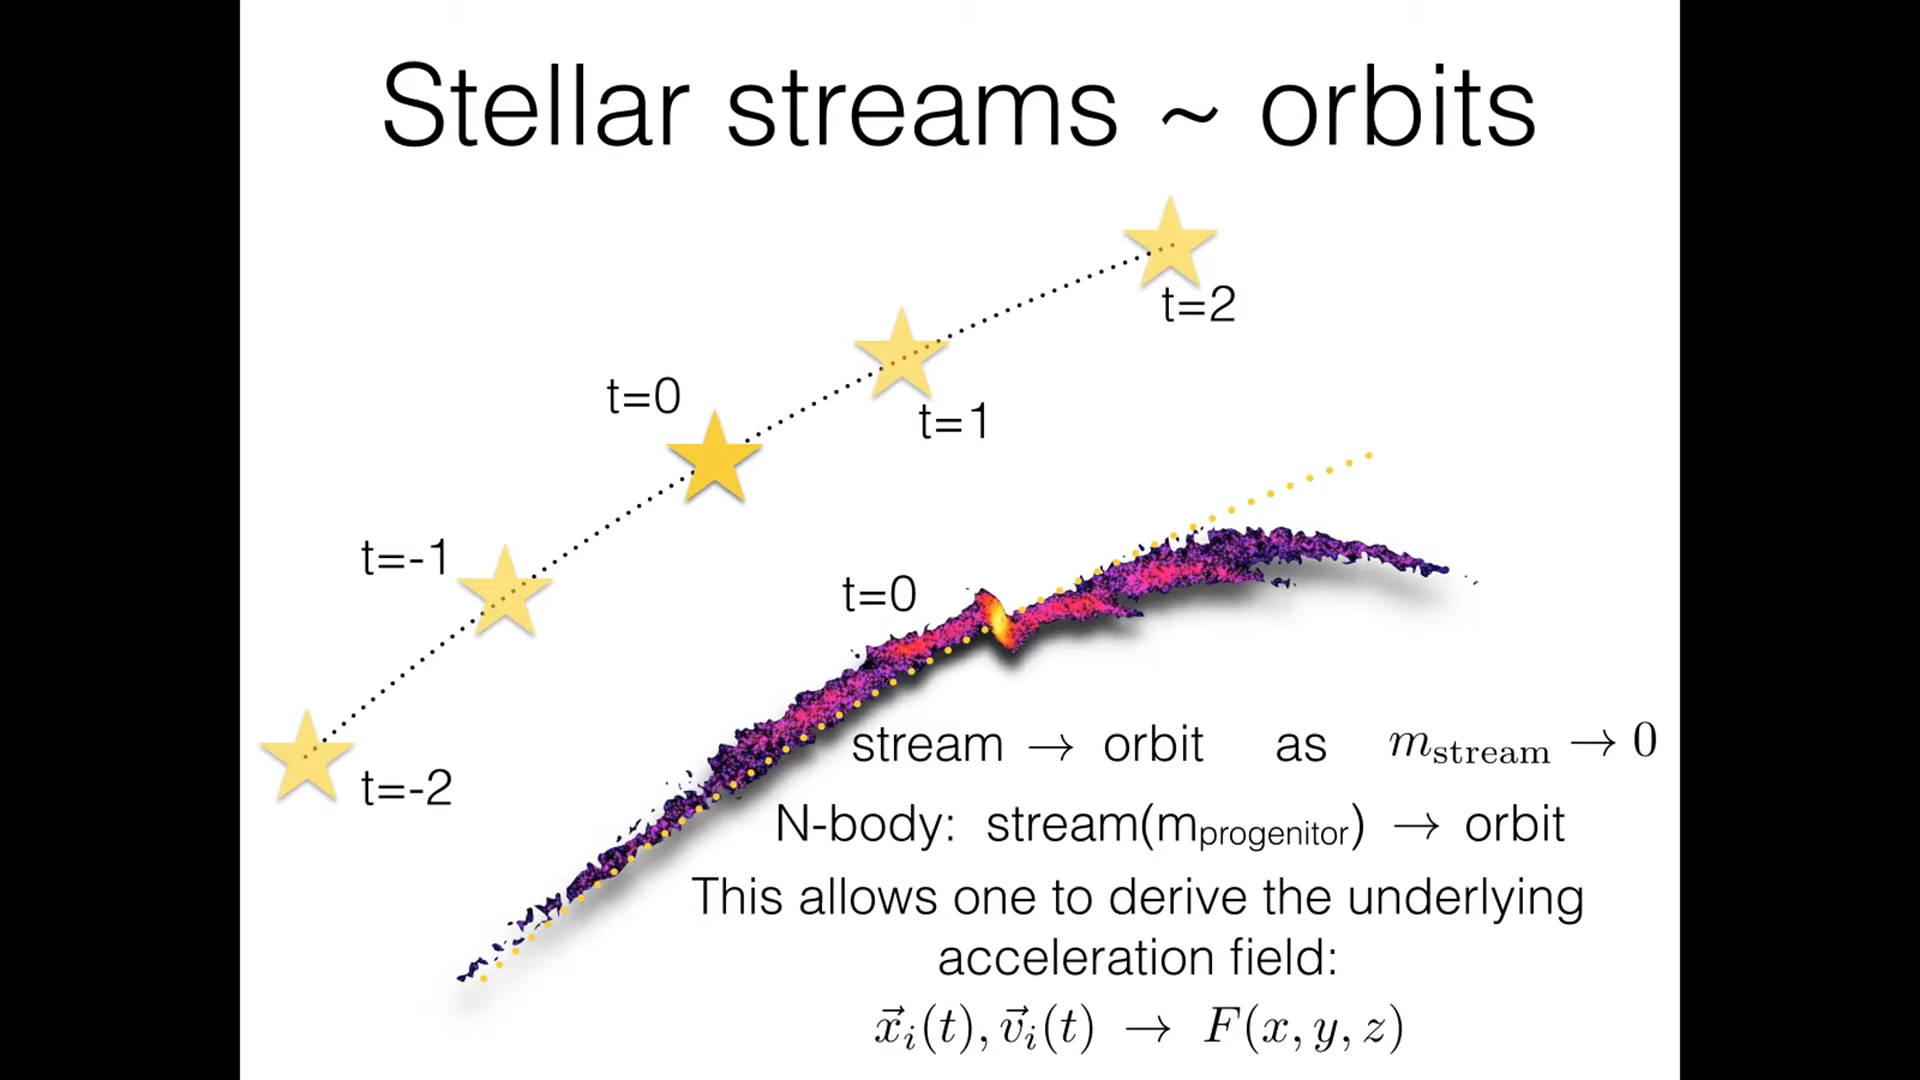 Stellar streams ~ orbits
t=2
t=1
t=0
t=-1
t=-2
t=0
stream → orbit as m_stream → 0
N-body: stream(m_progenitor) → orbit
This allows one to derive the underlying
acceleration field:
x⃗_i(t), v⃗_i(t) → F(x, y, z)